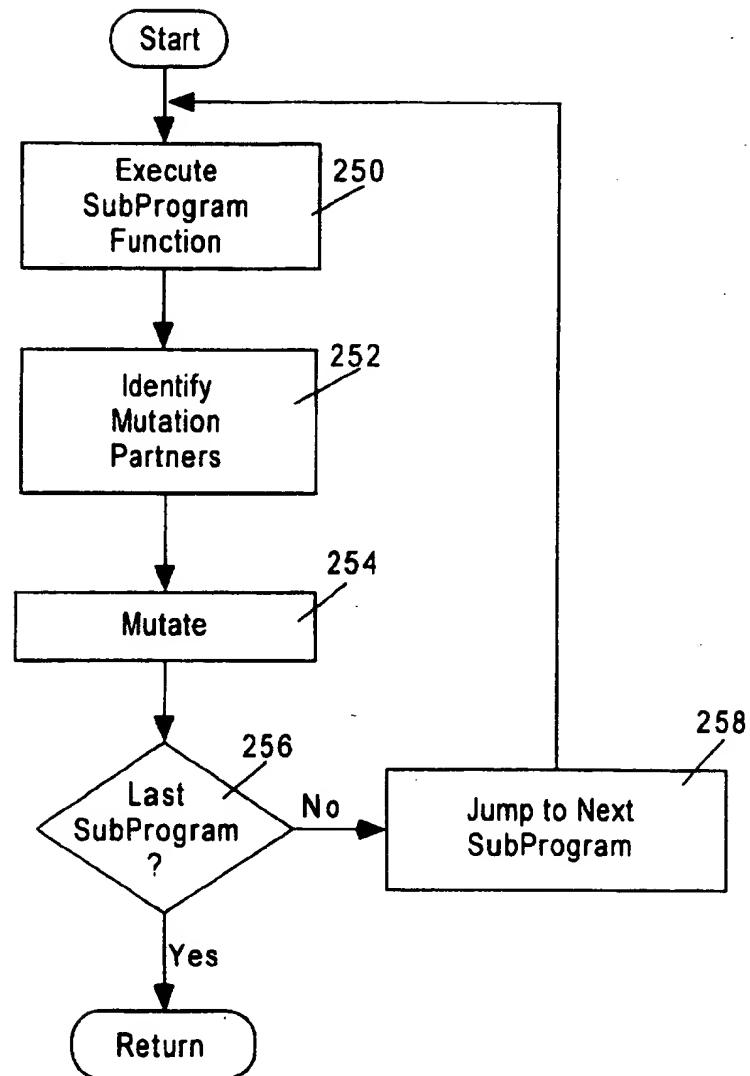 Start
Execute
SubProgram
Function
250
Identify
Mutation
Partners
252
Mutate
254
Last
SubProgram
?
256
No
Jump to Next
SubProgram
258
Yes
Return